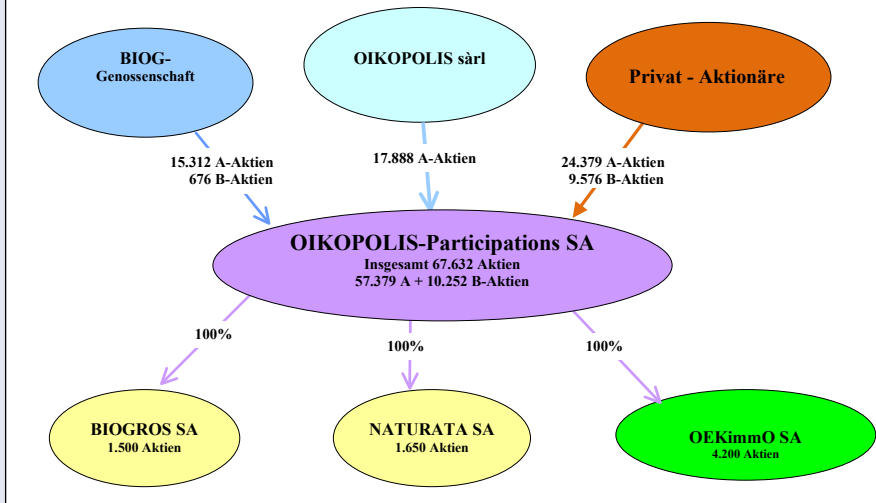 BIOG-
Genossenschaft
OIKOPOLIS sàrl
Privat - Aktionäre
15.312 A-Aktien
676 B-Aktien
17.888 A-Aktien
24.379 A-Aktien
9.576 B-Aktien
OIKOPOLIS-Participations SA
Insgesamt 67.632 Aktien
57.379 A + 10.252 B-Aktien
100%
100%
100%
BIOGROS SA
1.500 Aktien
NATURATA SA
1.650 Aktien
OEKimmO SA
4.200 Aktien